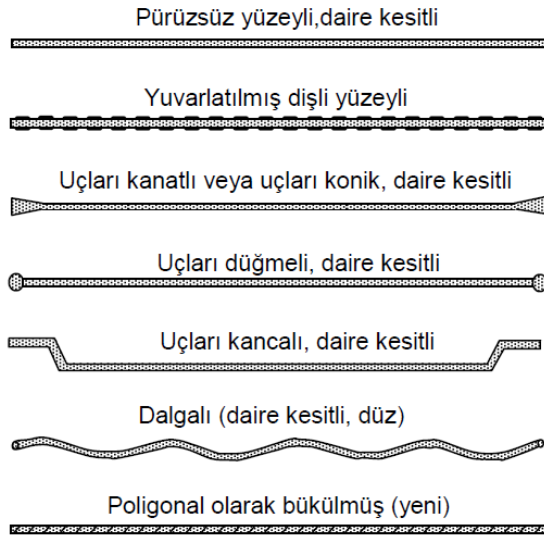 Pürüzsüz yüzeyli,daire kesitli
Yuvarlatılmış dişli yüzeyli
Uçları kanatlı veya uçları konik, daire kesitli
Uçları düğmeli, daire kesitli
Uçları kancalı, daire kesitli
Dalgalı (daire kesitli, düz)
Poligonal olarak bükülmüş (yeni)